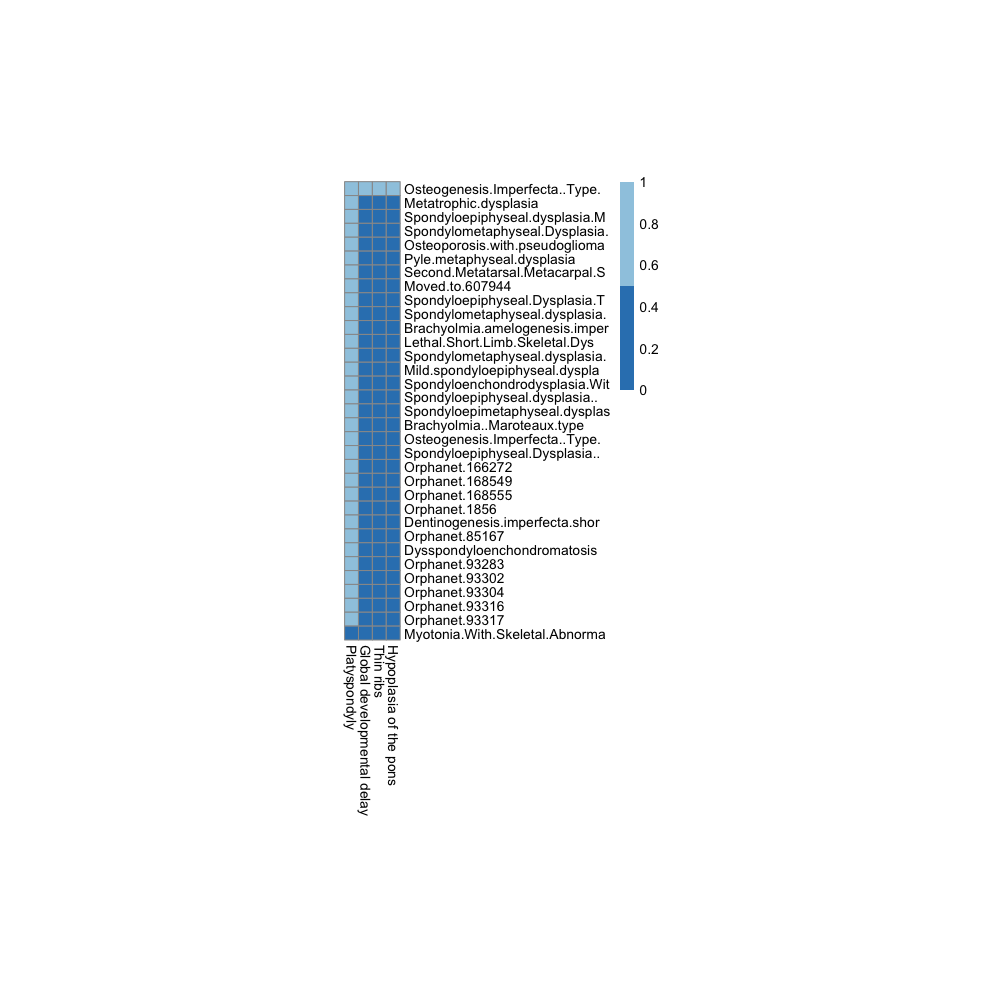 Osteogenesis.Imperfecta..Type.
Metatrophic.dysplasia
Spondyloepiphyseal.dysplasia.M
Spondylometaphyseal.Dysplasia.
Osteoporosis.with.pseudoglioma
Pyle.metaphyseal.dysplasia
Second.Metatarsal.Metacarpal.S
Moved.to.607944
Spondyloepiphyseal.Dysplasia.T
Spondylometaphyseal.dysplasia.
Brachyolmia.amelogenesis.imper
Lethal.Short.Limb.Skeletal.Dys
Spondylometaphyseal.dysplasia.
Mild.spondyloepiphyseal.dyspla
Spondyloenchondrodysplasia.Wit
Spondyloepiphyseal.dysplasia..
Spondyloepimetaphyseal.dysplas
Brachyolmia..Maroteaux.type
Osteogenesis.Imperfecta..Type.
Spondyloepiphyseal.Dysplasia..
Orphanet.166272
Orphanet.168549
Orphanet.168555
Orphanet.1856
Dentinogenesis.imperfecta.shor
Orphanet.85167
Dysspondyloenchondromatosis
Orphanet.93283
Orphanet.93302
Orphanet.93304
Orphanet.93316
Orphanet.93317
Myotonia.With.Skeletal.Abnorma
1
0.8
0.6
0.4
0.2
0
Platyspondyly
Global developmental delay
Thin ribs
Hypoplasia of the pons